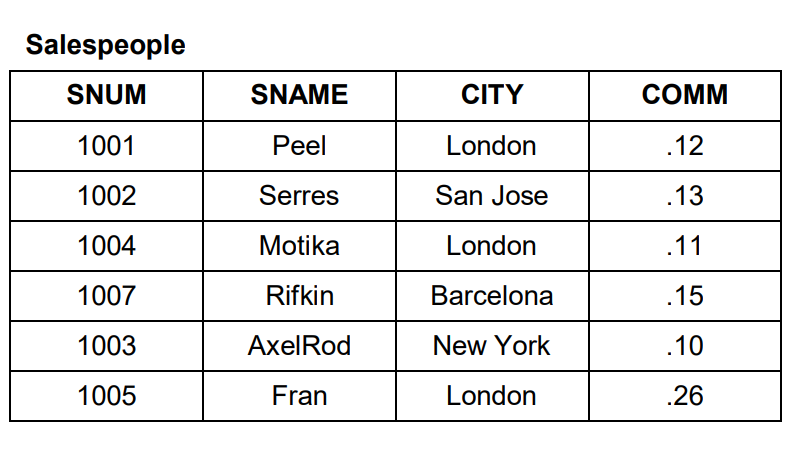 Salespeople
SNUM SNAME CITY COMM
1001 Peel London .12
1002 Serres San Jose .13
1004 Motika London .11
1007 Rifkin Barcelona .15
1003 AxelRod New York .10
1005 Fran London .26